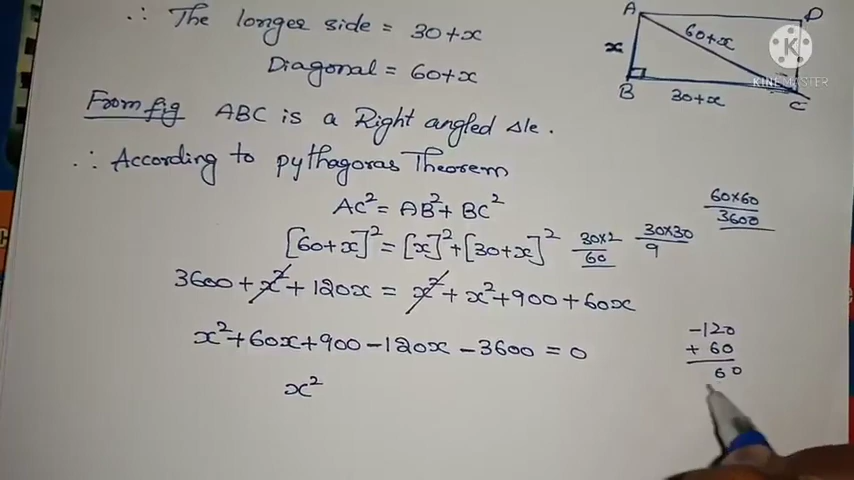 ∴ The longer side = 30+x
Diagonal = 60+x
From fig ABC is a Right angled Δle.
∴ According to pythagoras Theorem
AC² = AB² + BC²
[60+x]² = [x]² + [30+x]²
3600 + x² + 120x = x² + x² + 900 + 60x
x² + 60x + 900 - 120x - 3600 = 0
x²
A
D
60+x
x
B
30+x
C
K
KINEMASTER
60×60
3600
30×2
60
30×30
9
-120
+ 60
60